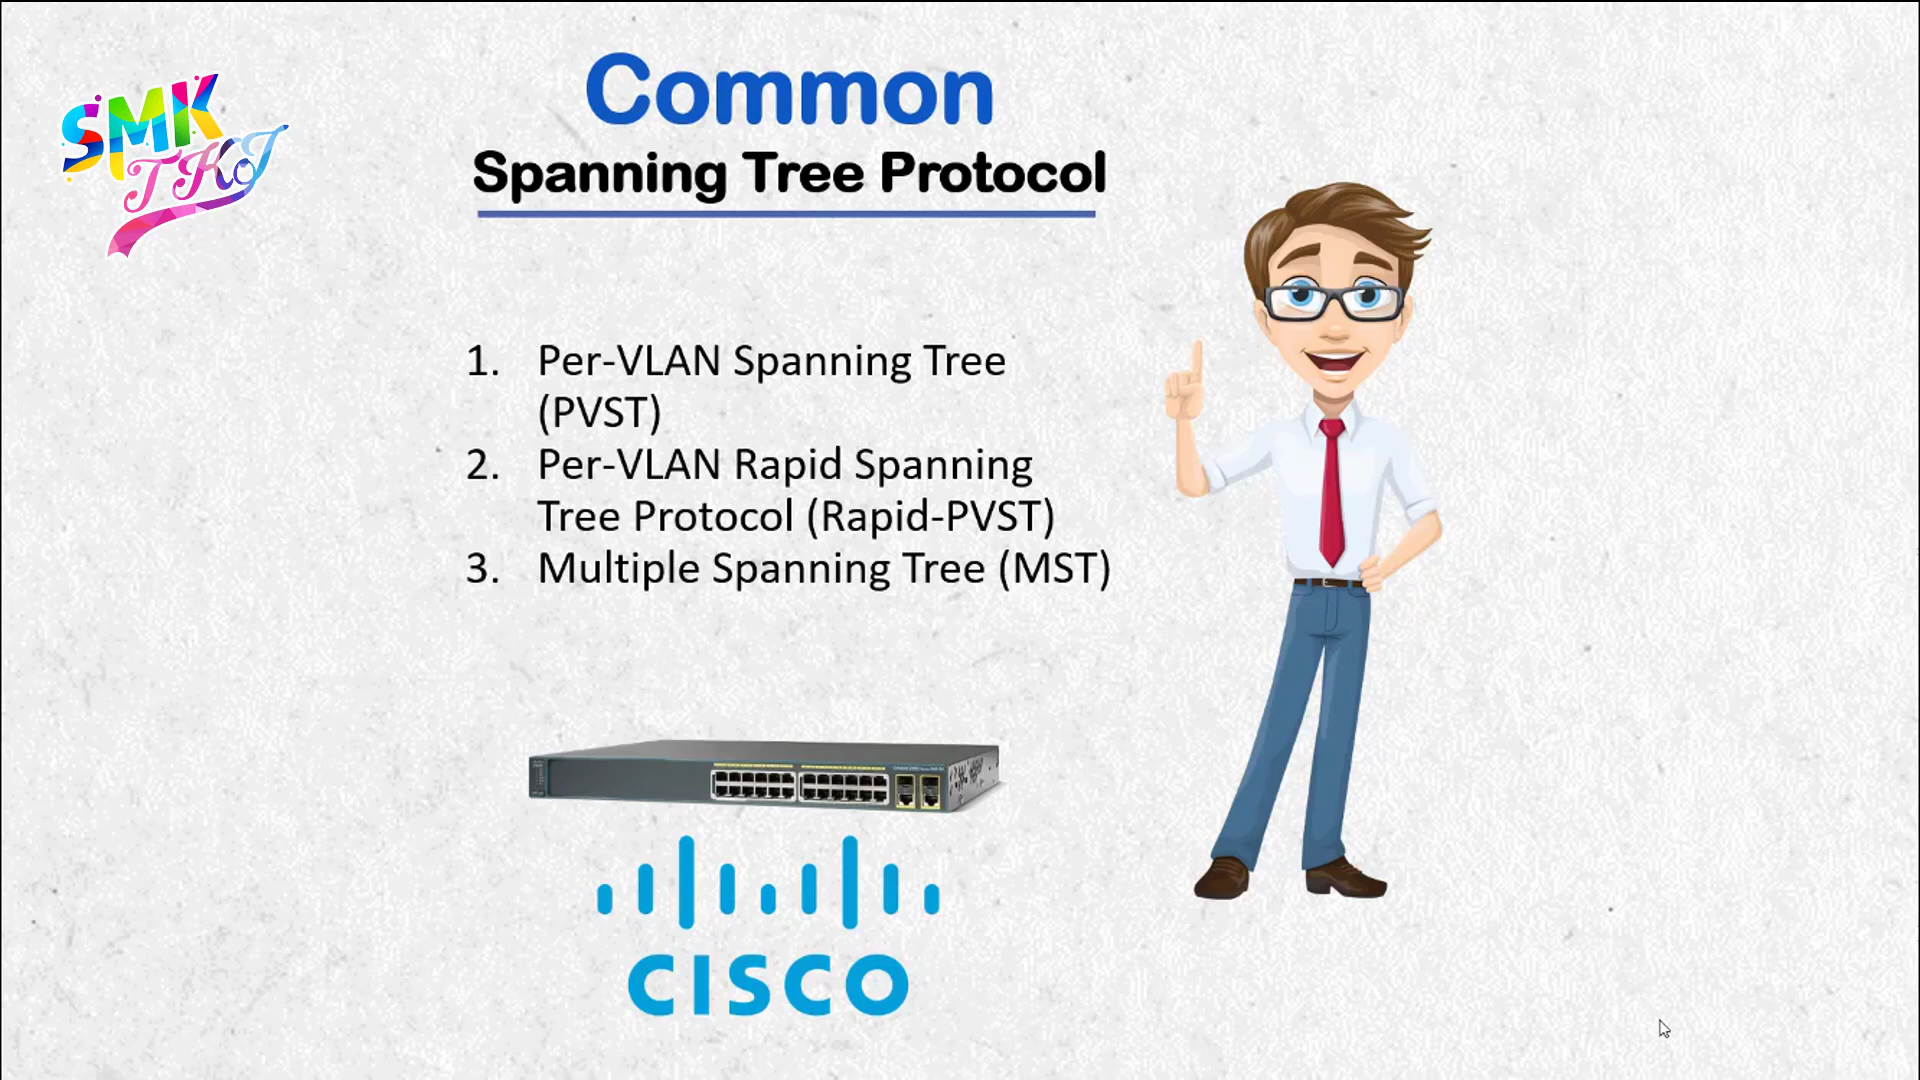 SMK
TKJ
Common
Spanning Tree Protocol
1. Per-VLAN Spanning Tree
(PVST)
2. Per-VLAN Rapid Spanning
Tree Protocol (Rapid-PVST)
3. Multiple Spanning Tree (MST)
CISCO